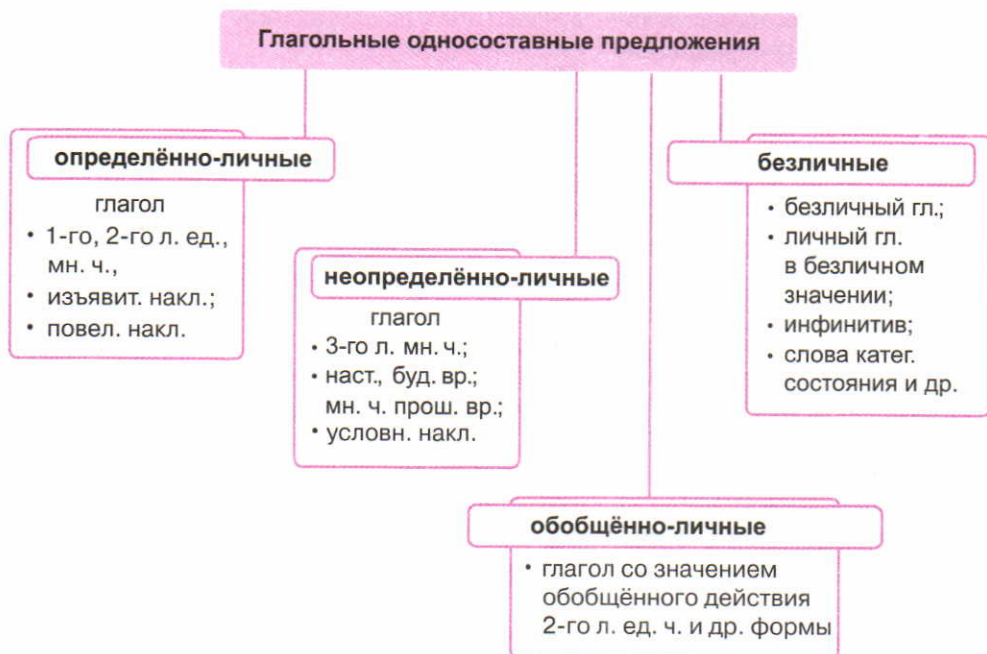 Глагольные односоставные предложения
определённо-личные
глагол
• 1-го, 2-го л. ед.,
мн. ч.,
• изъявит. накл.;
• повел. накл.
неопределённо-личные
глагол
• 3-го л. мн. ч.;
• наст., буд. вр.;
мн. ч. прош. вр.;
• условн. накл.
обобщённо-личные
• глагол со значением
обобщённого действия
2-го л. ед. ч. и др. формы
безличные
• безличный гл.;
• личный гл.
в безличном
значении;
• инфинитив;
• слова катег.
состояния и др.